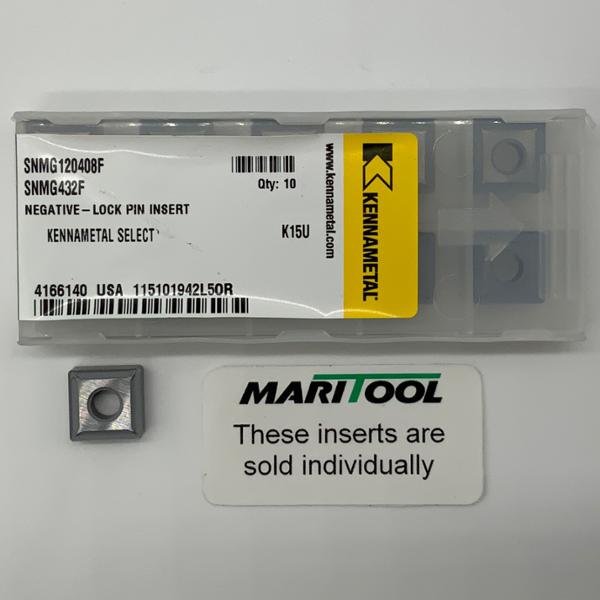 SNMG120408F
SNMG432F
Qty: 10
NEGATIVE-LOCK PIN INSERT
KENNAMETAL SELECT
K15U
4166140 USA 115101942L50R
www.kennametal.com
KENNAMETAL
MARITOOL
These inserts are
sold individually